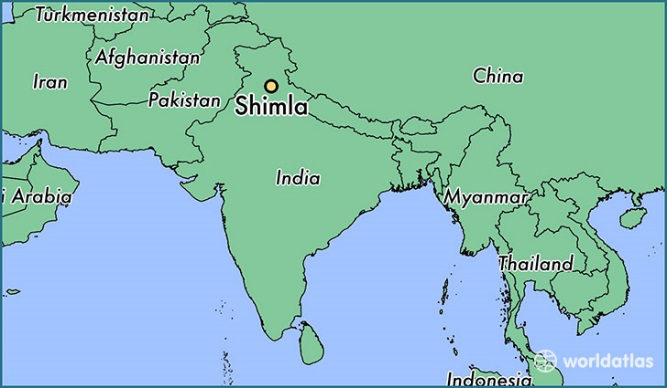 Turkmenistan
Afghanistan
Iran
China
Pakistan
Shimla
India
i Arabia
Myanmar
Thailand
worldatlas
Indonesia